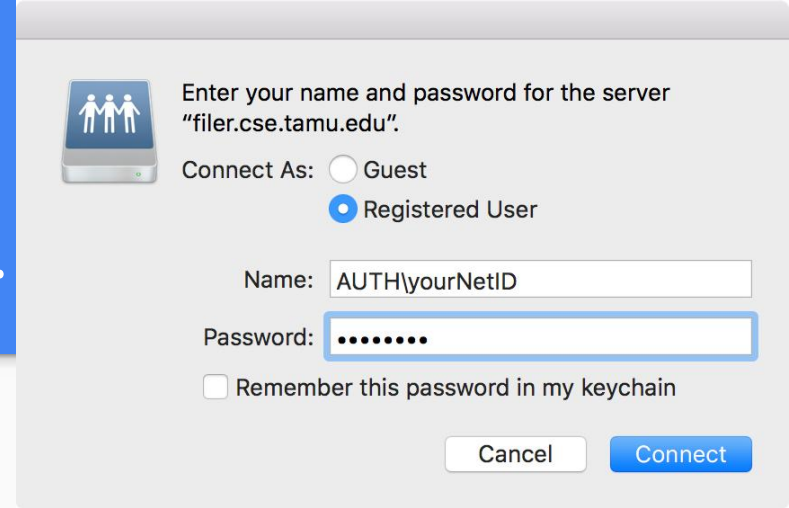 Enter your name and password for the server
“filer.cse.tamu.edu”.
Connect As: Guest
Registered User
Name: AUTH\yourNetID
Password: ••••••••
Remember this password in my keychain
Cancel Connect